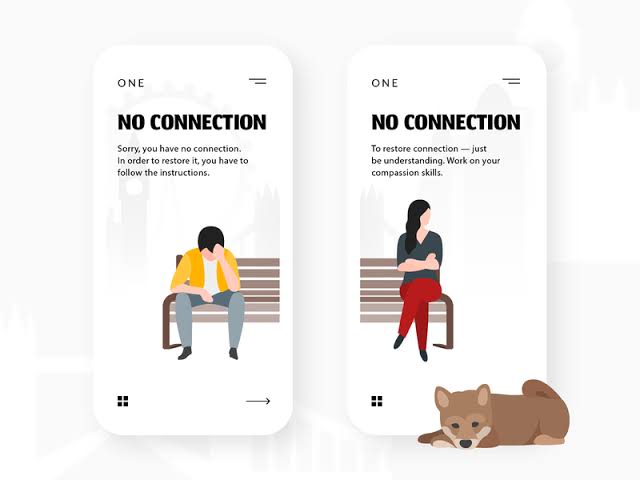 ONE
NO CONNECTION
Sorry, you have no connection.
In order to restore it, you have to
follow the instructions.
ONE
NO CONNECTION
To restore connection — just
be understanding. Work on your
compassion skills.